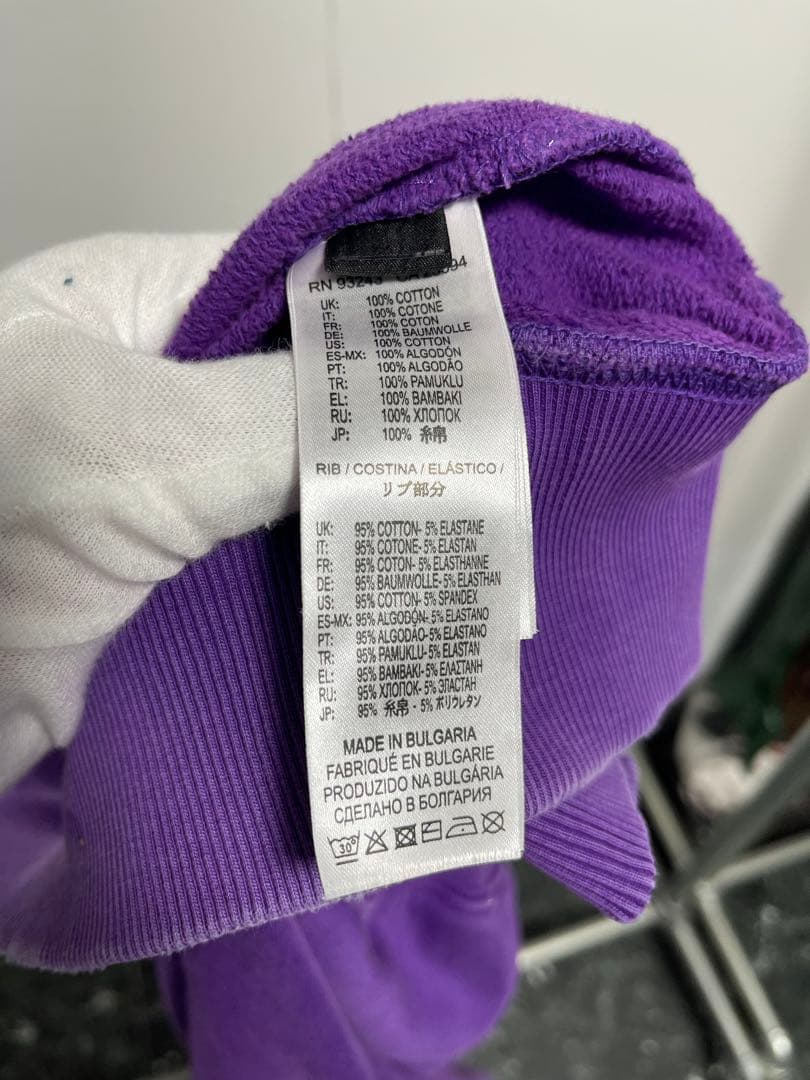 RN 93243
UK: 100% COTTON
IT: 100% COTONE
FR: 100% COTON
DE: 100% BAUMWOLLE
US: 100% COTTON
ES-MX: 100% ALGODÓN
PT: 100% ALGODÃO
TR: 100% PAMUKLU
EL: 100% BAMBAKI
RU: 100% ХЛОПОК
JP: 100% 綿
RIB / COSTINA / ELÁSTICO /
リブ部分
UK: 95% COTTON- 5% ELASTANE
IT: 95% COTONE- 5% ELASTAN
FR: 95% COTON- 5% ELASTHANNE
DE: 95% BAUMWOLLE- 5% ELASTHAN
US: 95% COTTON- 5% SPANDEX
ES-MX: 95% ALGODÓN- 5% ELASTANO
PT: 95% ALGODÃO-5% ELASTANO
TR: 95% PAMUKLU- 5% ELASTAN
EL: 95% BAMBAKI- 5% ΕΛΑΣΤΑΝΗ
RU: 95% ХЛОПОК- 5% ЭЛАСТАН
JP: 95% 綿 - 5% ポリウレタン
MADE IN BULGARIA
FABRIQUÉ EN BULGARIE
PRODUZIDO NA BULGÁRIA
СДЕЛАНО В БОЛГАРИЯ
30°